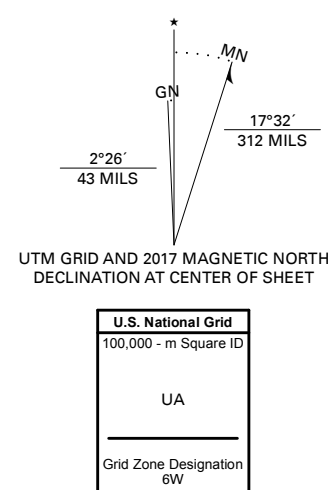 ★
MN
GN
17°32´
312 MILS
2°26´
43 MILS
UTM GRID AND 2017 MAGNETIC NORTH
DECLINATION AT CENTER OF SHEET
U.S. National Grid
100,000 - m Square ID
UA
Grid Zone Designation
6W